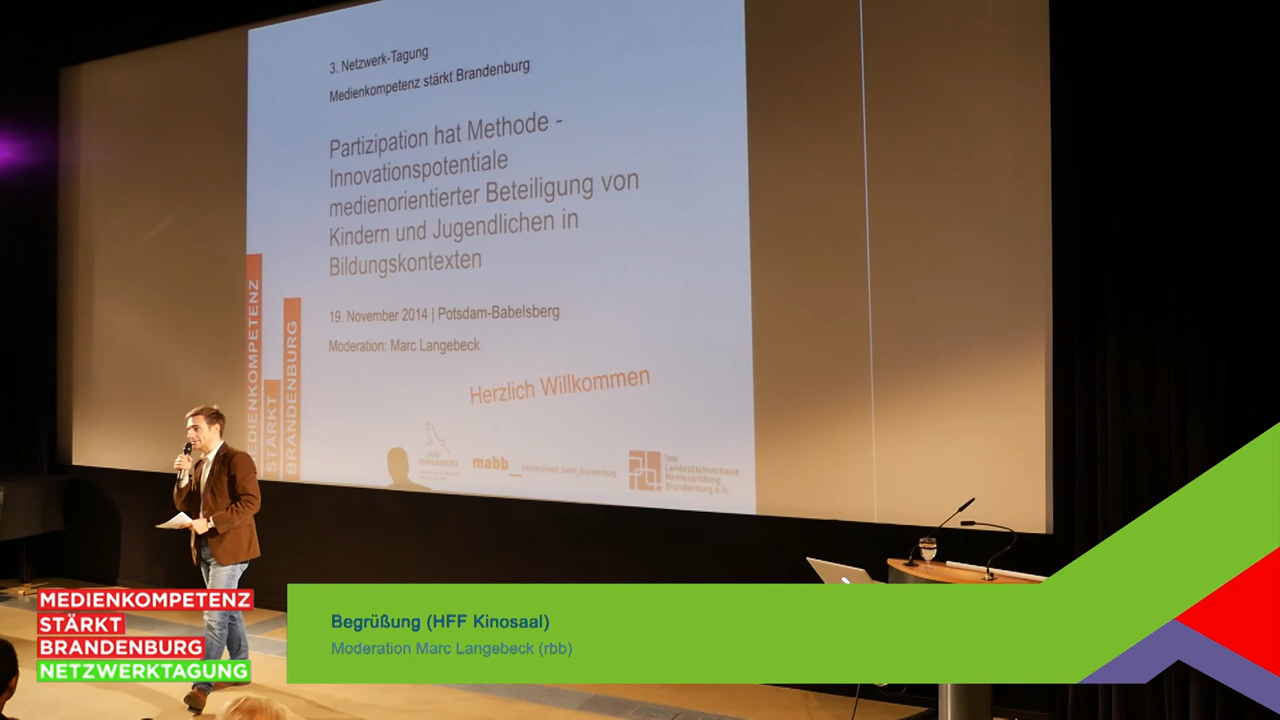 3. Netzwerk-Tagung
Medienkompetenz stärkt Brandenburg
Partizipation hat Methode -
Innovationspotentiale
medienorientierter Beteiligung von
Kindern und Jugendlichen in
Bildungskontexten
19. November 2014 | Potsdam-Babelsberg
Moderation: Marc Langebeck
Herzlich Willkommen
MEDIENKOMPETENZ
STÄRKT
BRANDENBURG
LAND
BRANDENBURG
mabb
lmb
Landesfachverband
Medienbildung
Brandenburg e.V.
MEDIENKOMPETENZ
STÄRKT
BRANDENBURG
NETZWERKTAGUNG
Begrüßung (HFF Kinosaal)
Moderation Marc Langebeck (rbb)